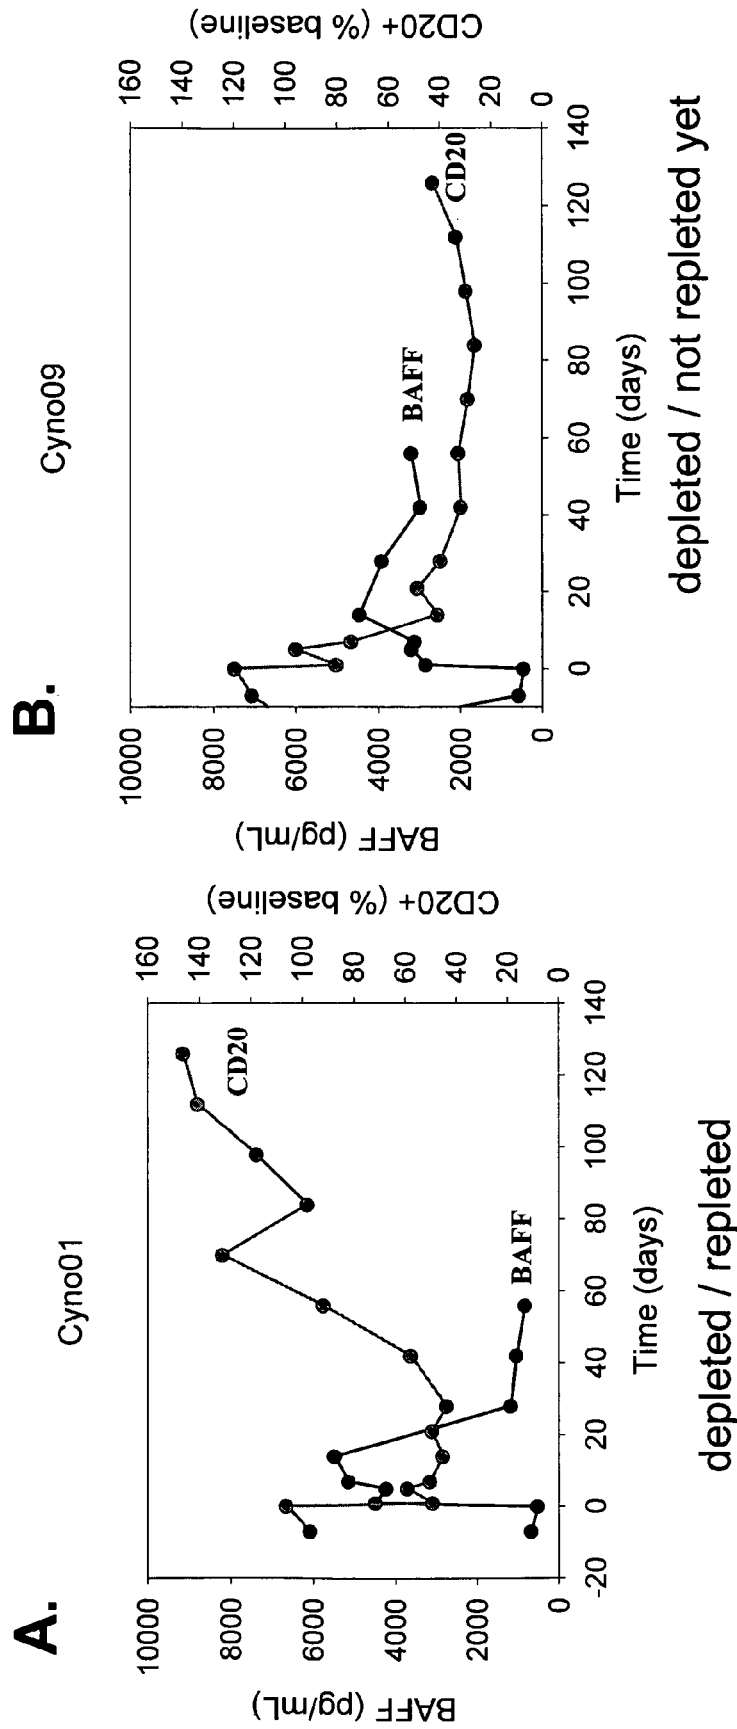 A.
Cyno01
BAFF (pg/mL)
10000
8000
6000
4000
2000
0
CD20+ (% baseline)
160
140
120
100
80
60
40
20
0
CD20
BAFF
-20 0 20 40 60 80 100 120 140
Time (days)
depleted / repleted
B.
Cyno09
BAFF (pg/mL)
10000
8000
6000
4000
2000
0
CD20+ (% baseline)
160
140
120
100
80
60
40
20
0
BAFF
CD20
0 20 40 60 80 100 120 140
Time (days)
depleted / not repleted yet